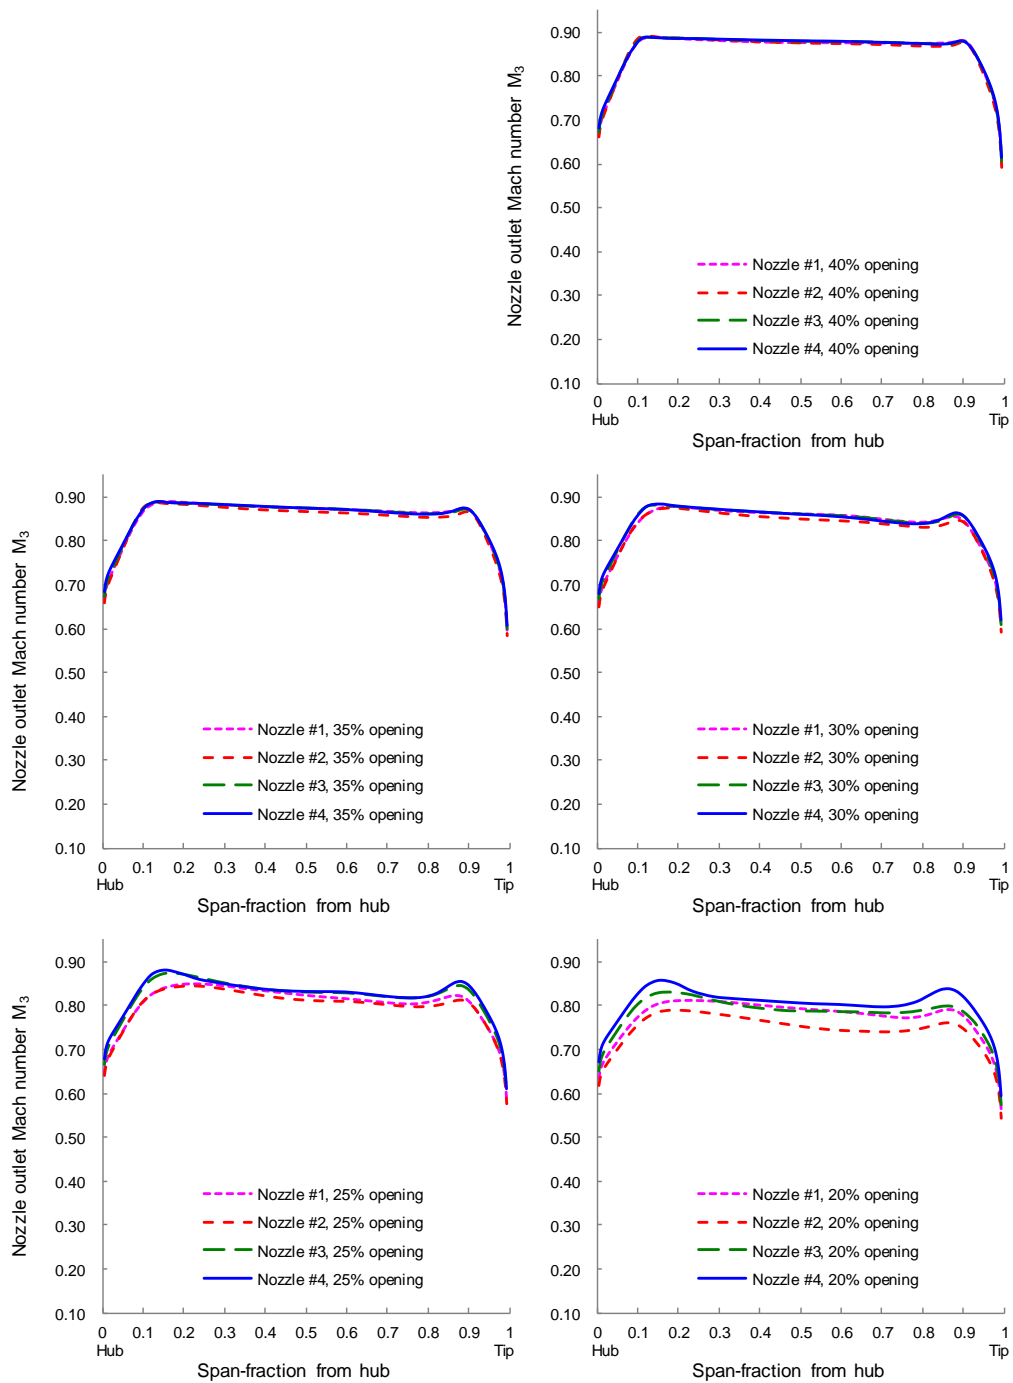 Nozzle outlet Mach number M3
0.90
0.80
0.70
0.60
0.50
0.40
0.30
0.20
0.10
Nozzle #1, 40% opening
Nozzle #2, 40% opening
Nozzle #3, 40% opening
Nozzle #4, 40% opening
0 0.1 0.2 0.3 0.4 0.5 0.6 0.7 0.8 0.9 1
Hub Tip
Span-fraction from hub
Nozzle outlet Mach number M3
0.90
0.80
0.70
0.60
0.50
0.40
0.30
0.20
0.10
Nozzle #1, 35% opening
Nozzle #2, 35% opening
Nozzle #3, 35% opening
Nozzle #4, 35% opening
0 0.1 0.2 0.3 0.4 0.5 0.6 0.7 0.8 0.9 1
Hub Tip
Span-fraction from hub
0.90
0.80
0.70
0.60
0.50
0.40
0.30
0.20
0.10
Nozzle #1, 30% opening
Nozzle #2, 30% opening
Nozzle #3, 30% opening
Nozzle #4, 30% opening
0 0.1 0.2 0.3 0.4 0.5 0.6 0.7 0.8 0.9 1
Hub Tip
Span-fraction from hub
Nozzle outlet Mach number M3
0.90
0.80
0.70
0.60
0.50
0.40
0.30
0.20
0.10
Nozzle #1, 25% opening
Nozzle #2, 25% opening
Nozzle #3, 25% opening
Nozzle #4, 25% opening
0 0.1 0.2 0.3 0.4 0.5 0.6 0.7 0.8 0.9 1
Hub Tip
Span-fraction from hub
0.90
0.80
0.70
0.60
0.50
0.40
0.30
0.20
0.10
Nozzle #1, 20% opening
Nozzle #2, 20% opening
Nozzle #3, 20% opening
Nozzle #4, 20% opening
0 0.1 0.2 0.3 0.4 0.5 0.6 0.7 0.8 0.9 1
Hub Tip
Span-fraction from hub